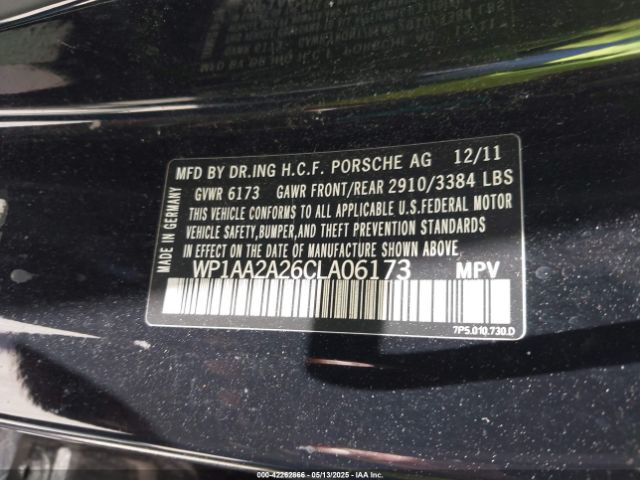 MFD BY DR.ING H.C.F. PORSCHE AG 12/11
GVWR 6173 GAWR FRONT/REAR 2910/3384 LBS
THIS VEHICLE CONFORMS TO ALL APPLICABLE U.S.FEDERAL MOTOR
VEHICLE SAFETY,BUMPER,AND THEFT PREVENTION STANDARDS
IN EFFECT ON THE DATE OF MANUFACTURE SHOWN ABOVE.
MADE IN GERMANY
WP1AA2A26CLA06173 MPV
7P5.010.730.D
000-42262866 - 05/13/2025 - IAA Inc.